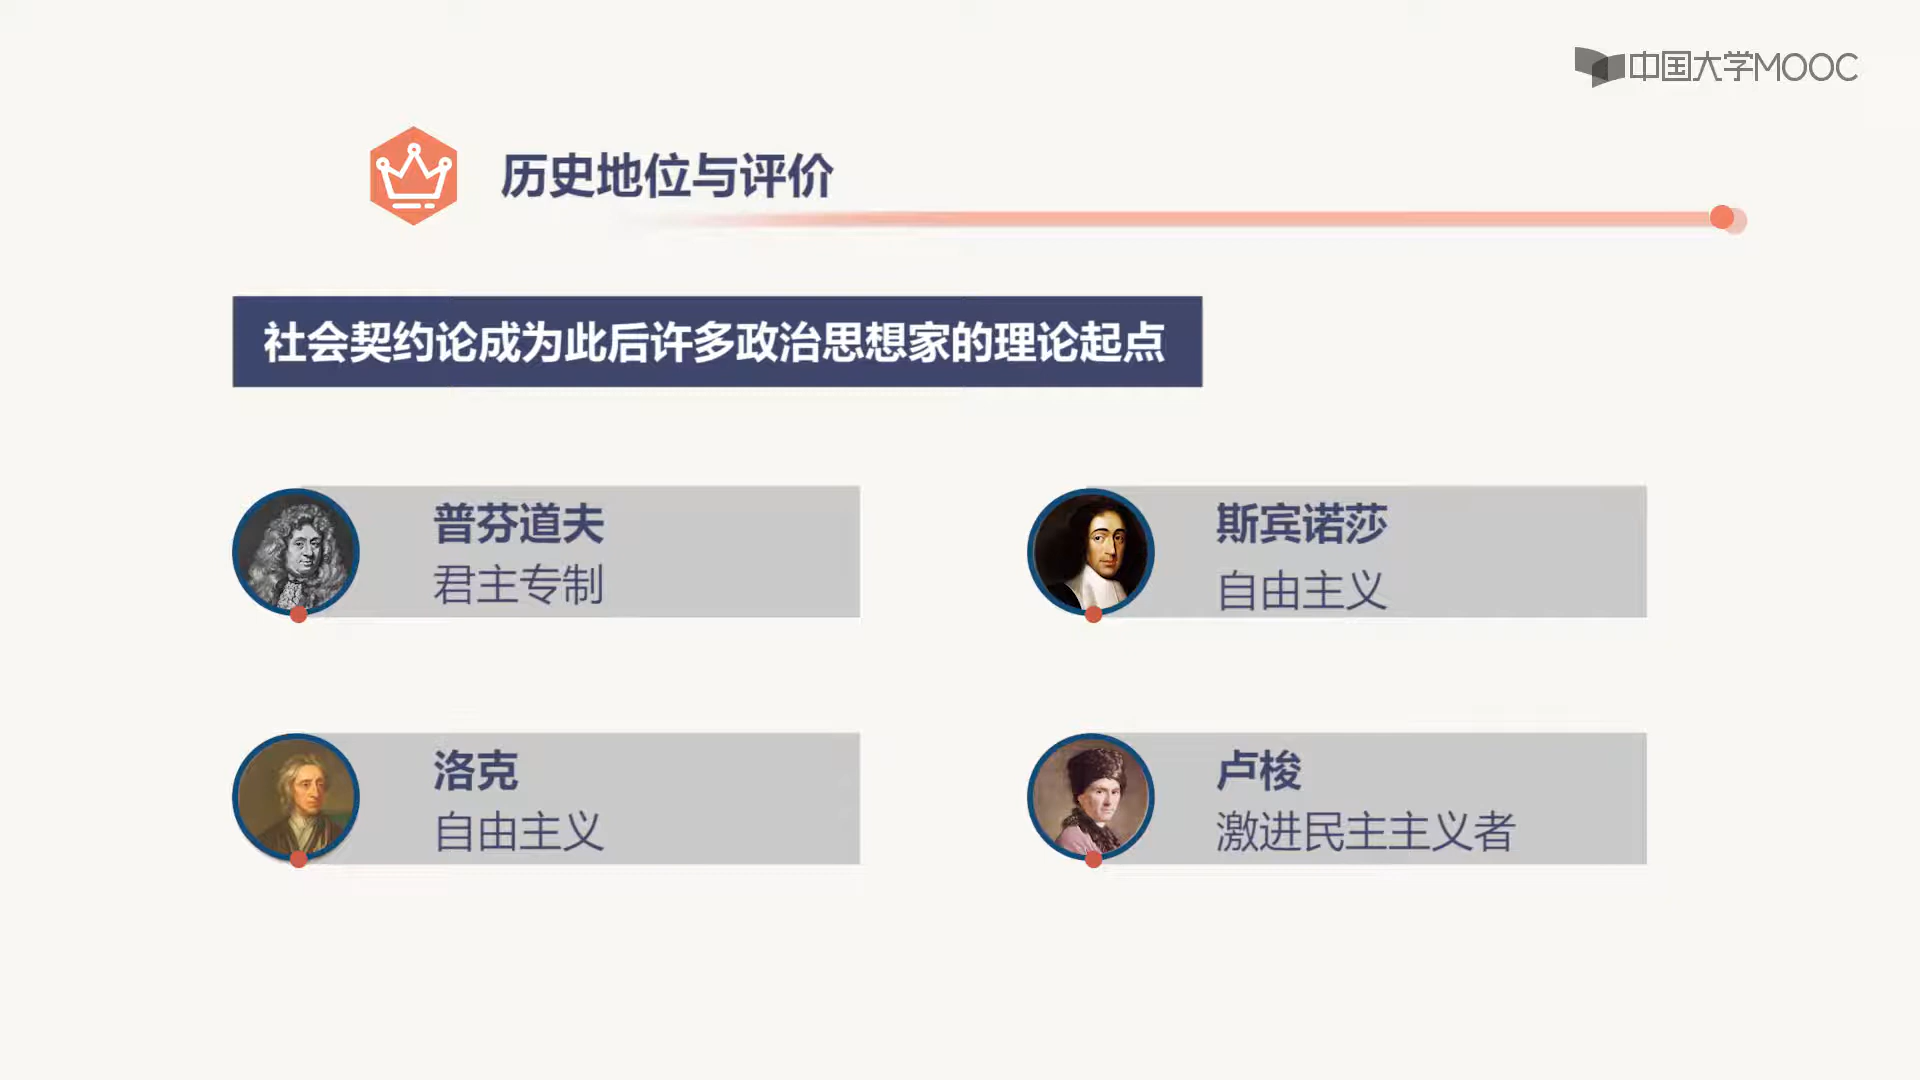 中国大学MOOC
历史地位与评价
社会契约论成为此后许多政治思想家的理论起点
普芬道夫
君主专制
斯宾诺莎
自由主义
洛克
自由主义
卢梭
激进民主主义者